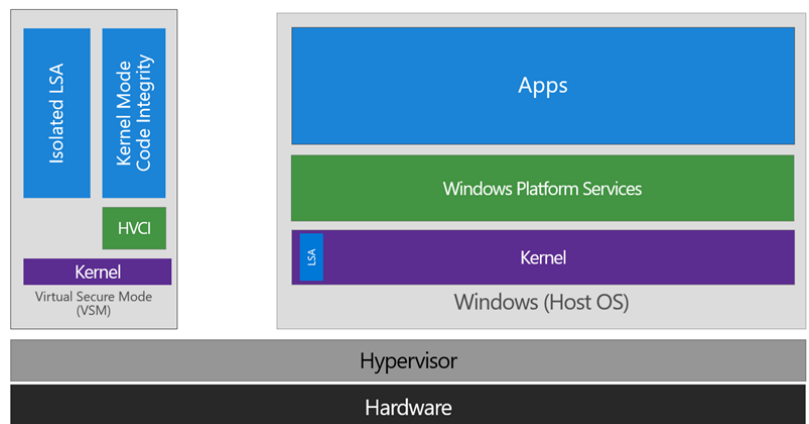 Isolated LSA
Kernel Mode
Code Integrity
HVCI
Kernel
Virtual Secure Mode
(VSM)
Apps
Windows Platform Services
LSA
Kernel
Windows (Host OS)
Hypervisor
Hardware